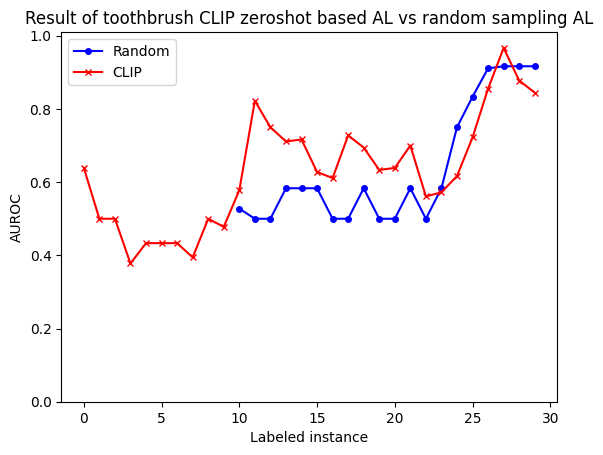 Result of toothbrush CLIP zeroshot based AL vs random sampling AL
1.0
0.8
0.6
0.4
0.2
0.0
AUROC
Random
CLIP
0 5 10 15 20 25 30
Labeled instance